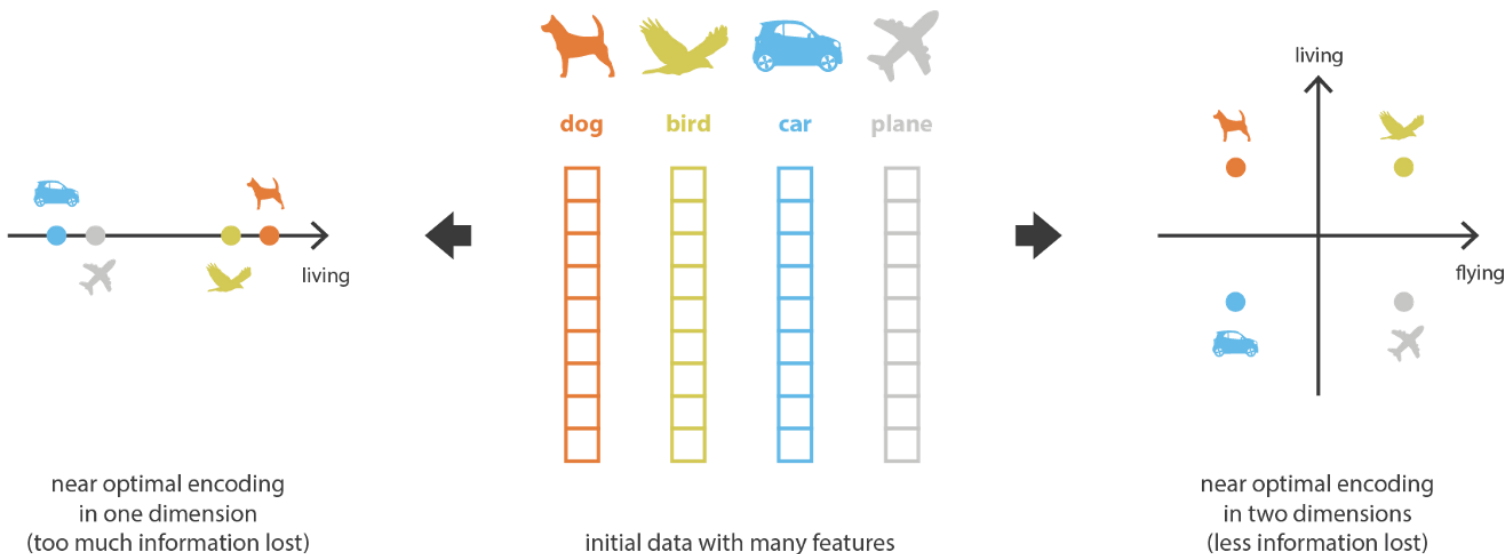 dog
bird
car
plane
living
living
flying
near optimal encoding
in one dimension
(too much information lost)
initial data with many features
near optimal encoding
in two dimensions
(less information lost)